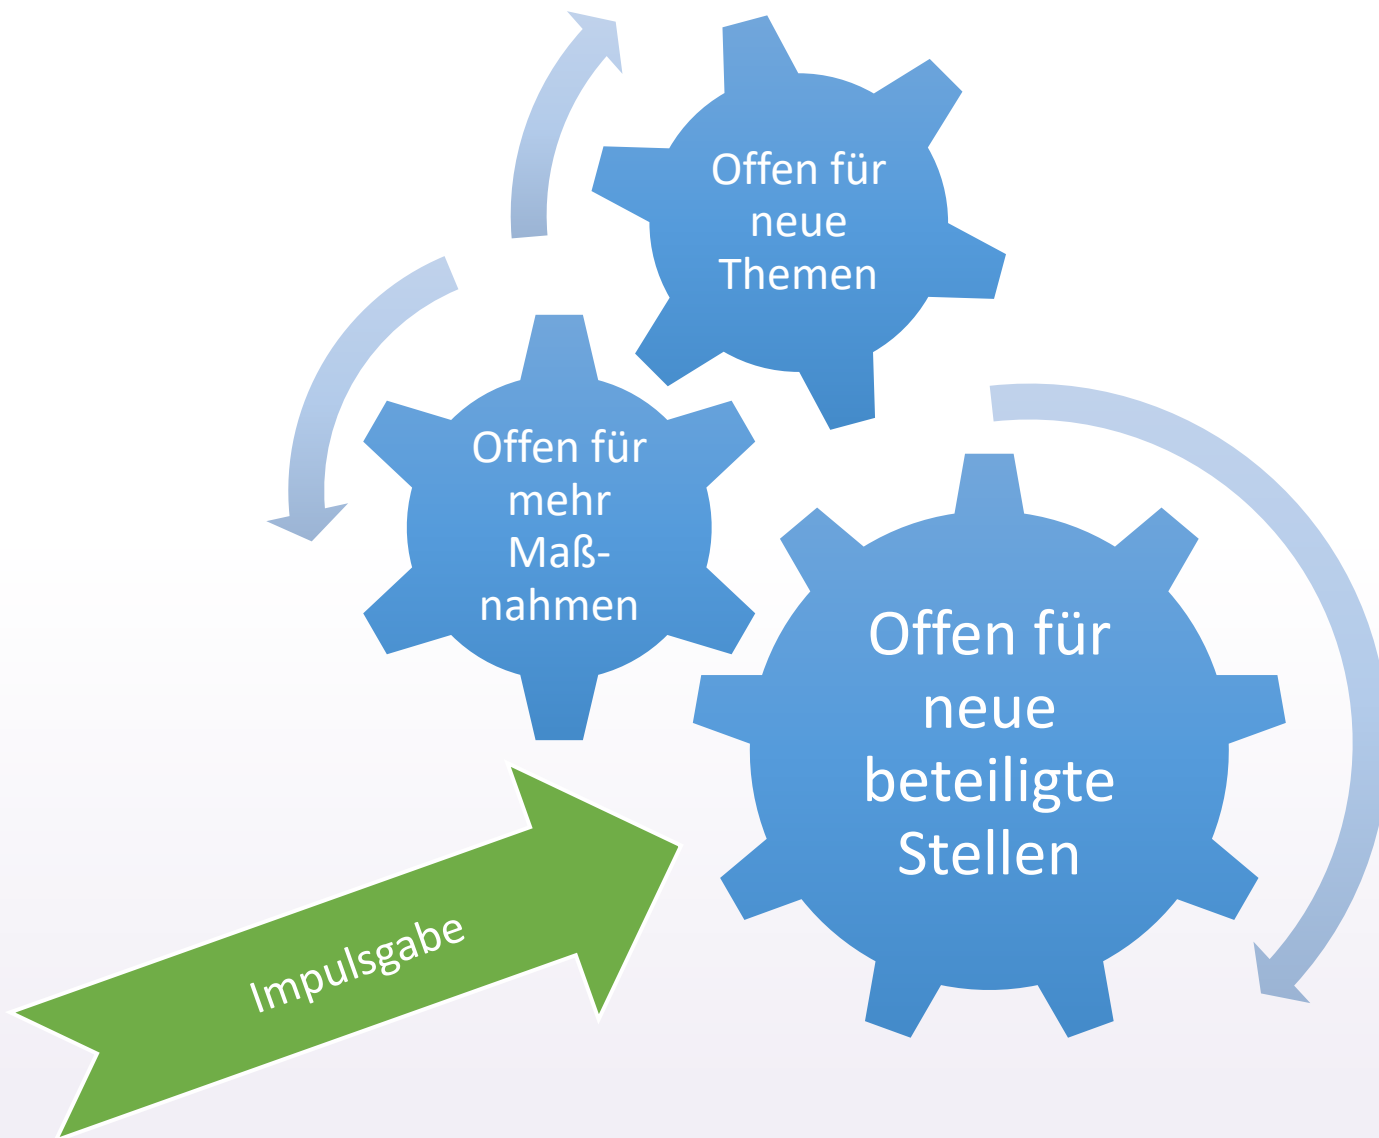 Offen für
neue
Themen
Offen für
mehr
Maß-
nahmen
Offen für
neue
beteiligte
Stellen
Impulsgabe